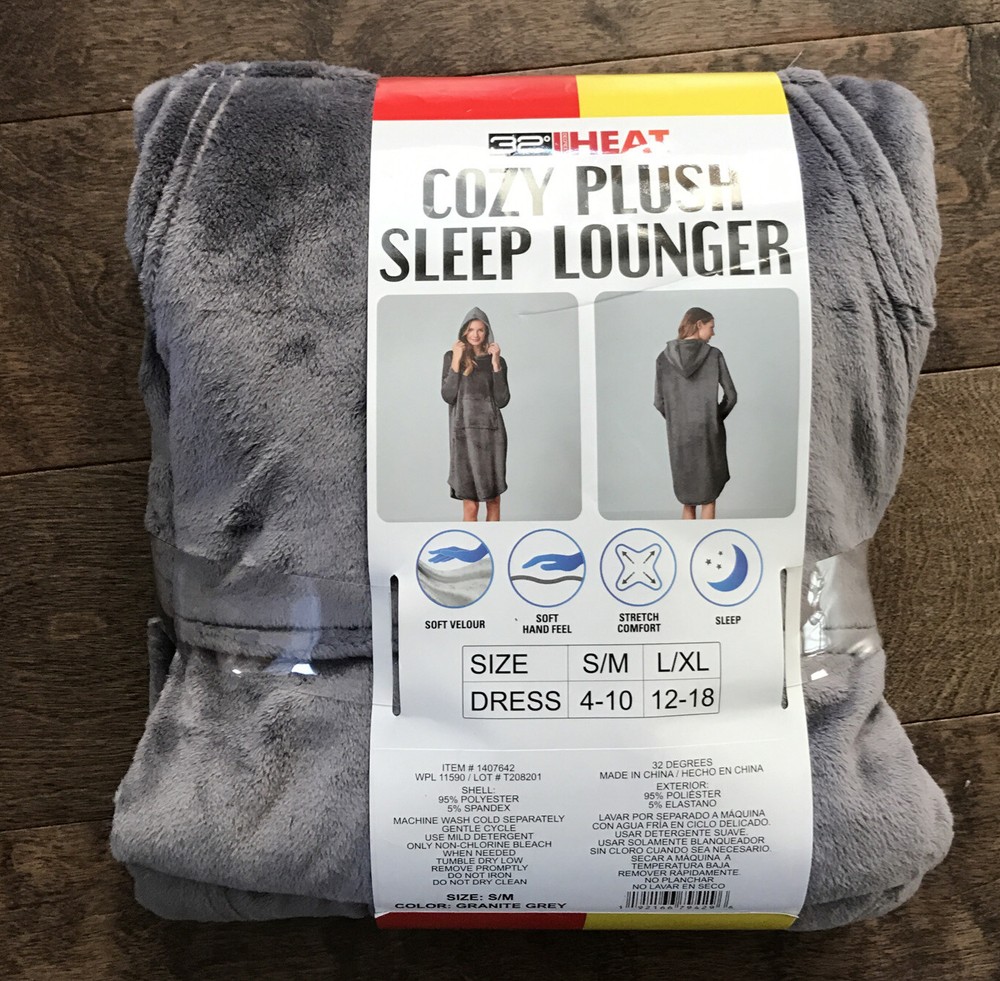 32° HEAT
COZY PLUSH
SLEEP LOUNGER
SOFT VELOUR
SOFT
HAND FEEL
STRETCH
COMFORT
SLEEP
SIZE S/M L/XL
DRESS 4-10 12-18
ITEM # 1407642
WPL 11590 / LOT # T208201
SHELL:
95% POLYESTER
5% SPANDEX
MACHINE WASH COLD SEPARATELY
GENTLE CYCLE
USE MILD DETERGENT
ONLY NON-CHLORINE BLEACH
WHEN NEEDED
TUMBLE DRY LOW
REMOVE PROMPTLY
DO NOT IRON
DO NOT DRY CLEAN
SIZE: S/M
COLOR: GRANITE GREY
32 DEGREES
MADE IN CHINA / HECHO EN CHINA
EXTERIOR:
95% POLIÉSTER
5% ELASTANO
LAVAR POR SEPARADO A MÁQUINA
CON AGUA FRÍA EN CICLO DELICADO.
USAR DETERGENTE SUAVE.
USAR SOLAMENTE BLANQUEADOR
SIN CLORO CUANDO SEA NECESARIO.
SECAR A MÁQUINA A
TEMPERATURA BAJA
REMOVER RÁPIDAMENTE
NO PLANCHAR
NO LAVAR EN SECO